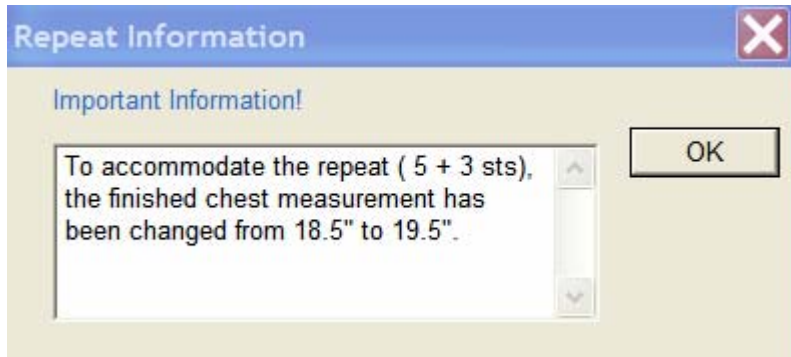 Repeat Information
Important Information!
To accommodate the repeat ( 5 + 3 sts),
the finished chest measurement has
been changed from 18.5" to 19.5".
OK